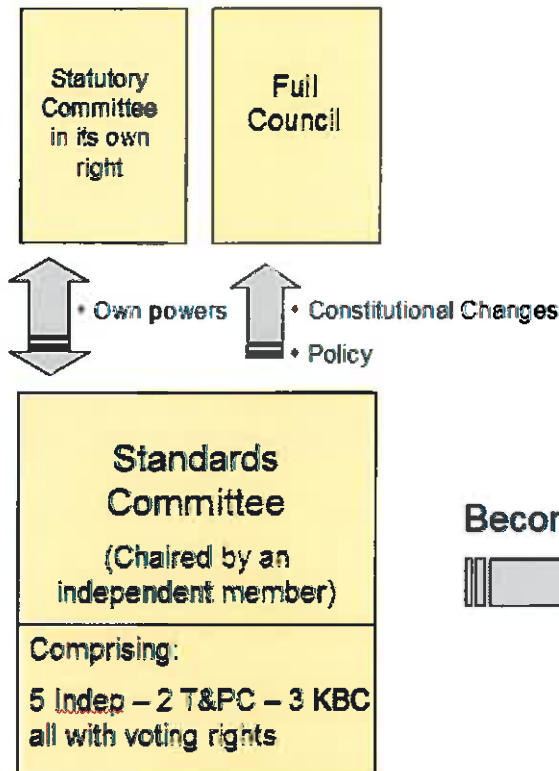 Statutory
Committee
in its own
right
Full
Council
• Own powers
• Constitutional Changes
• Policy
Standards
Committee
(Chaired by an
independent member)
Comprising:
5 Indep – 2 T&PC – 3 KBC
all with voting rights